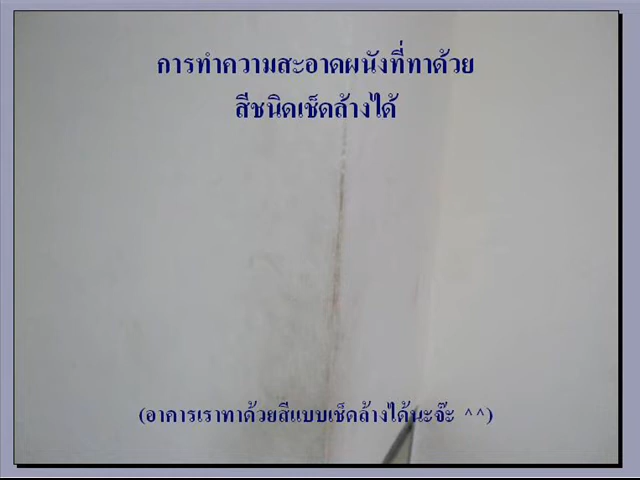 การทำความสะอาดผนังที่ทาด้วย
สีชนิดเช็ดล้างได้
(อาคารเราทาด้วยสีแบบเช็ดล้างได้นะจ๊ะ ^^)